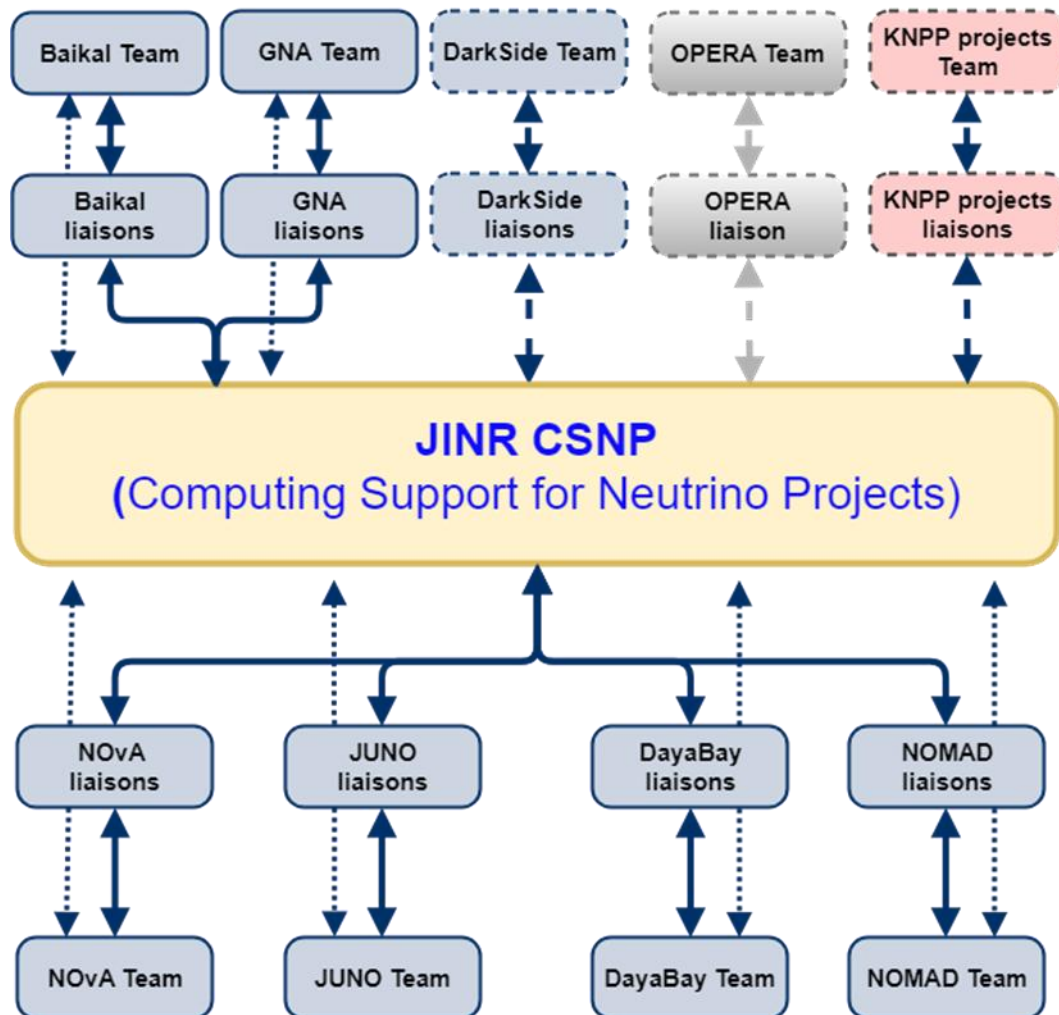 Baikal Team
GNA Team
DarkSide Team
OPERA Team
KNPP projects
Team
Baikal
liaisons
GNA
liaisons
DarkSide
liaisons
OPERA
liaison
KNPP projects
liaisons
JINR CSNP
(Computing Support for Neutrino Projects)
NOvA
liaisons
JUNO
liaisons
DayaBay
liaisons
NOMAD
liaisons
NOvA Team
JUNO Team
DayaBay Team
NOMAD Team